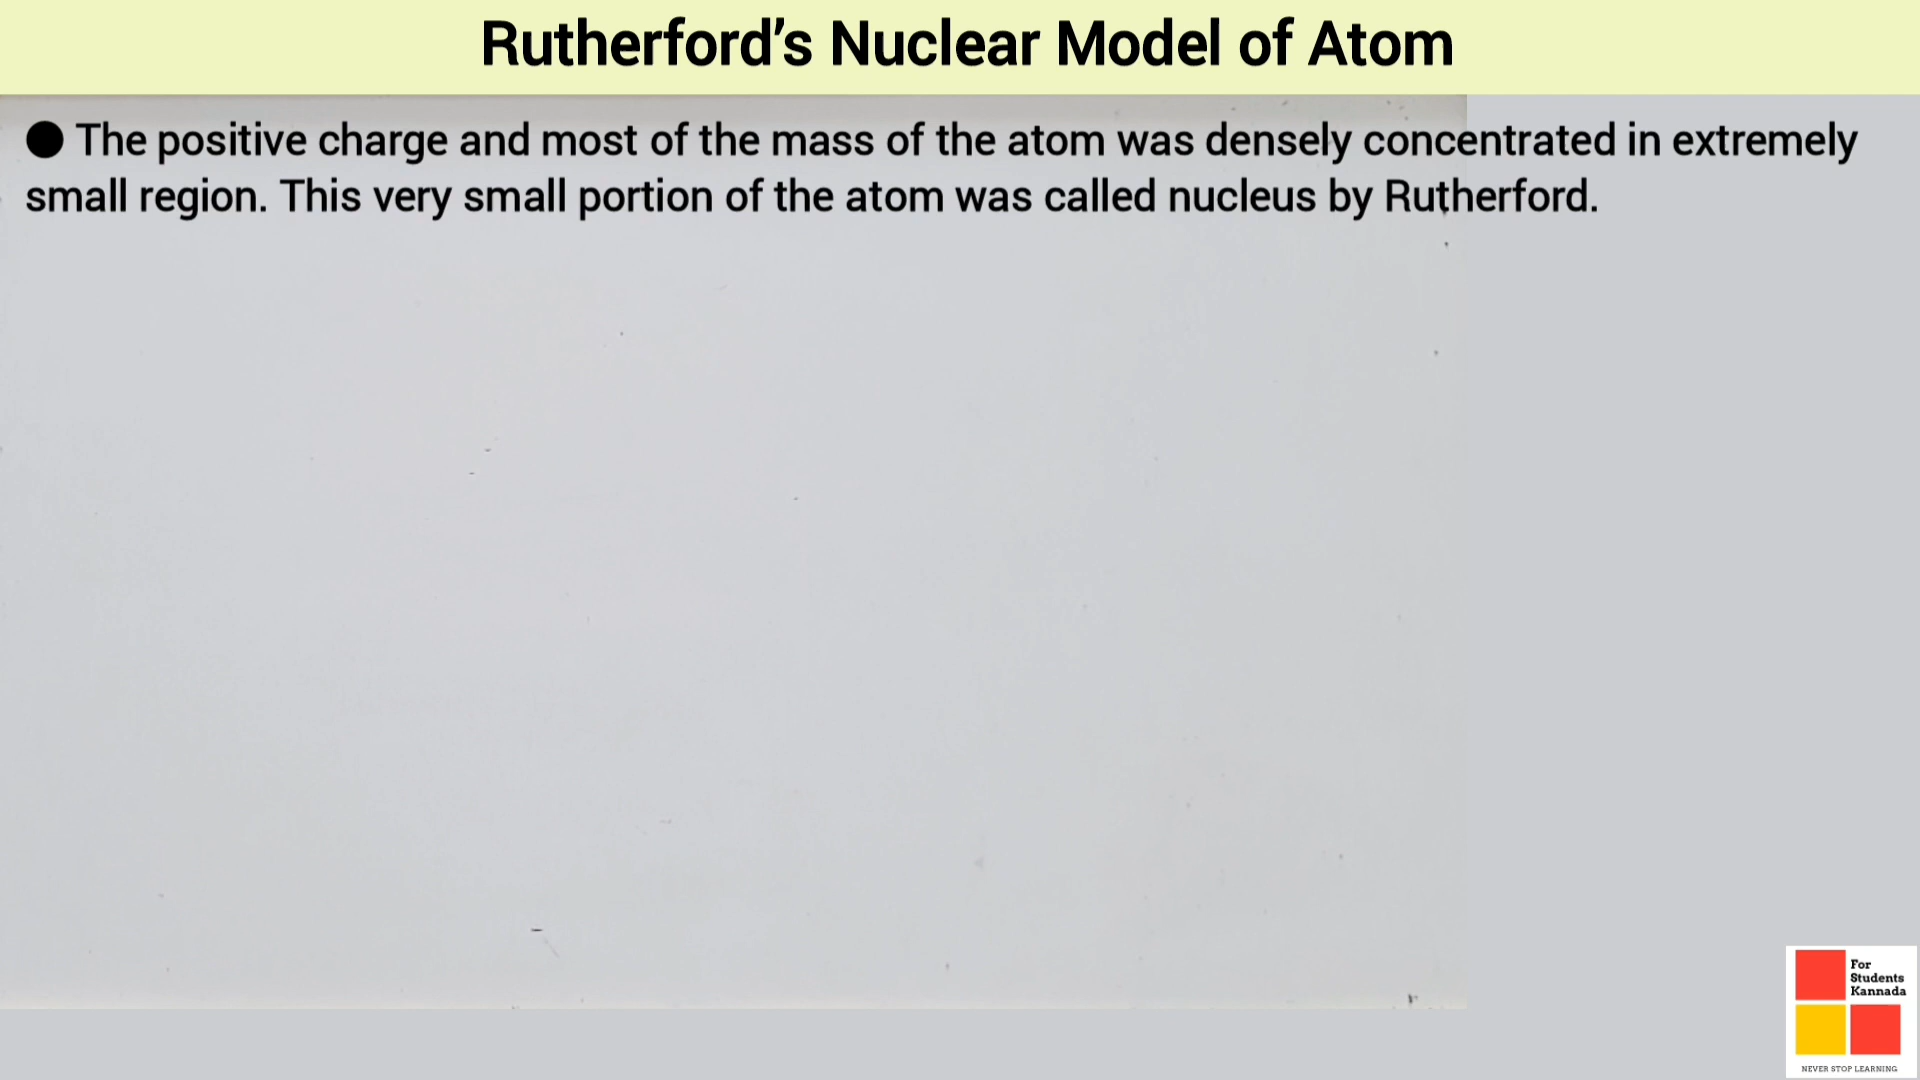 Rutherford’s Nuclear Model of Atom
● The positive charge and most of the mass of the atom was densely concentrated in extremely
small region. This very small portion of the atom was called nucleus by Rutherford.
For
Students
Kannada
NEVER STOP LEARNING